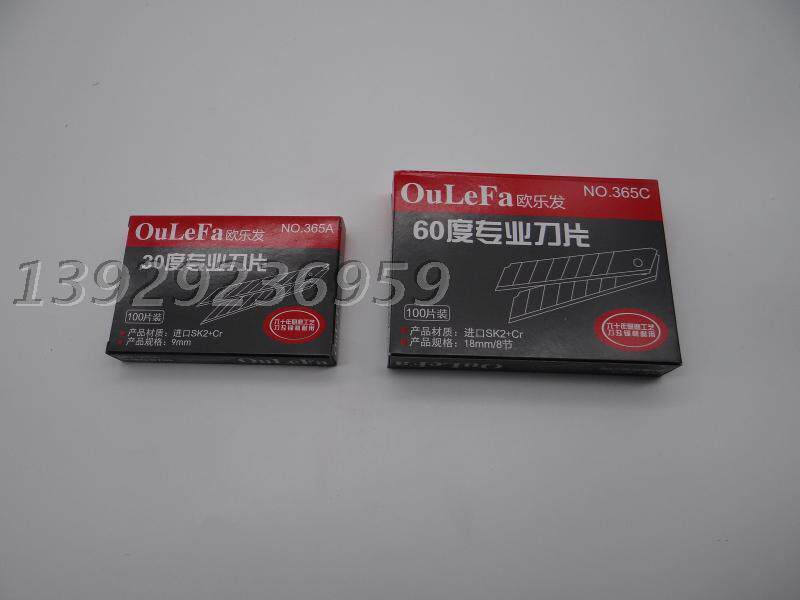 OuLeFa欧乐发
NO.365A
30度专业刀片
100片装
产品材质：进口SK2+Cr
产品规格：9mm
OuLeFa
OuLeFa欧乐发
NO.365C
60度专业刀片
100片装
产品材质：进口SK2+Cr
产品规格：18mm/8节
OuLeFa
13929236959